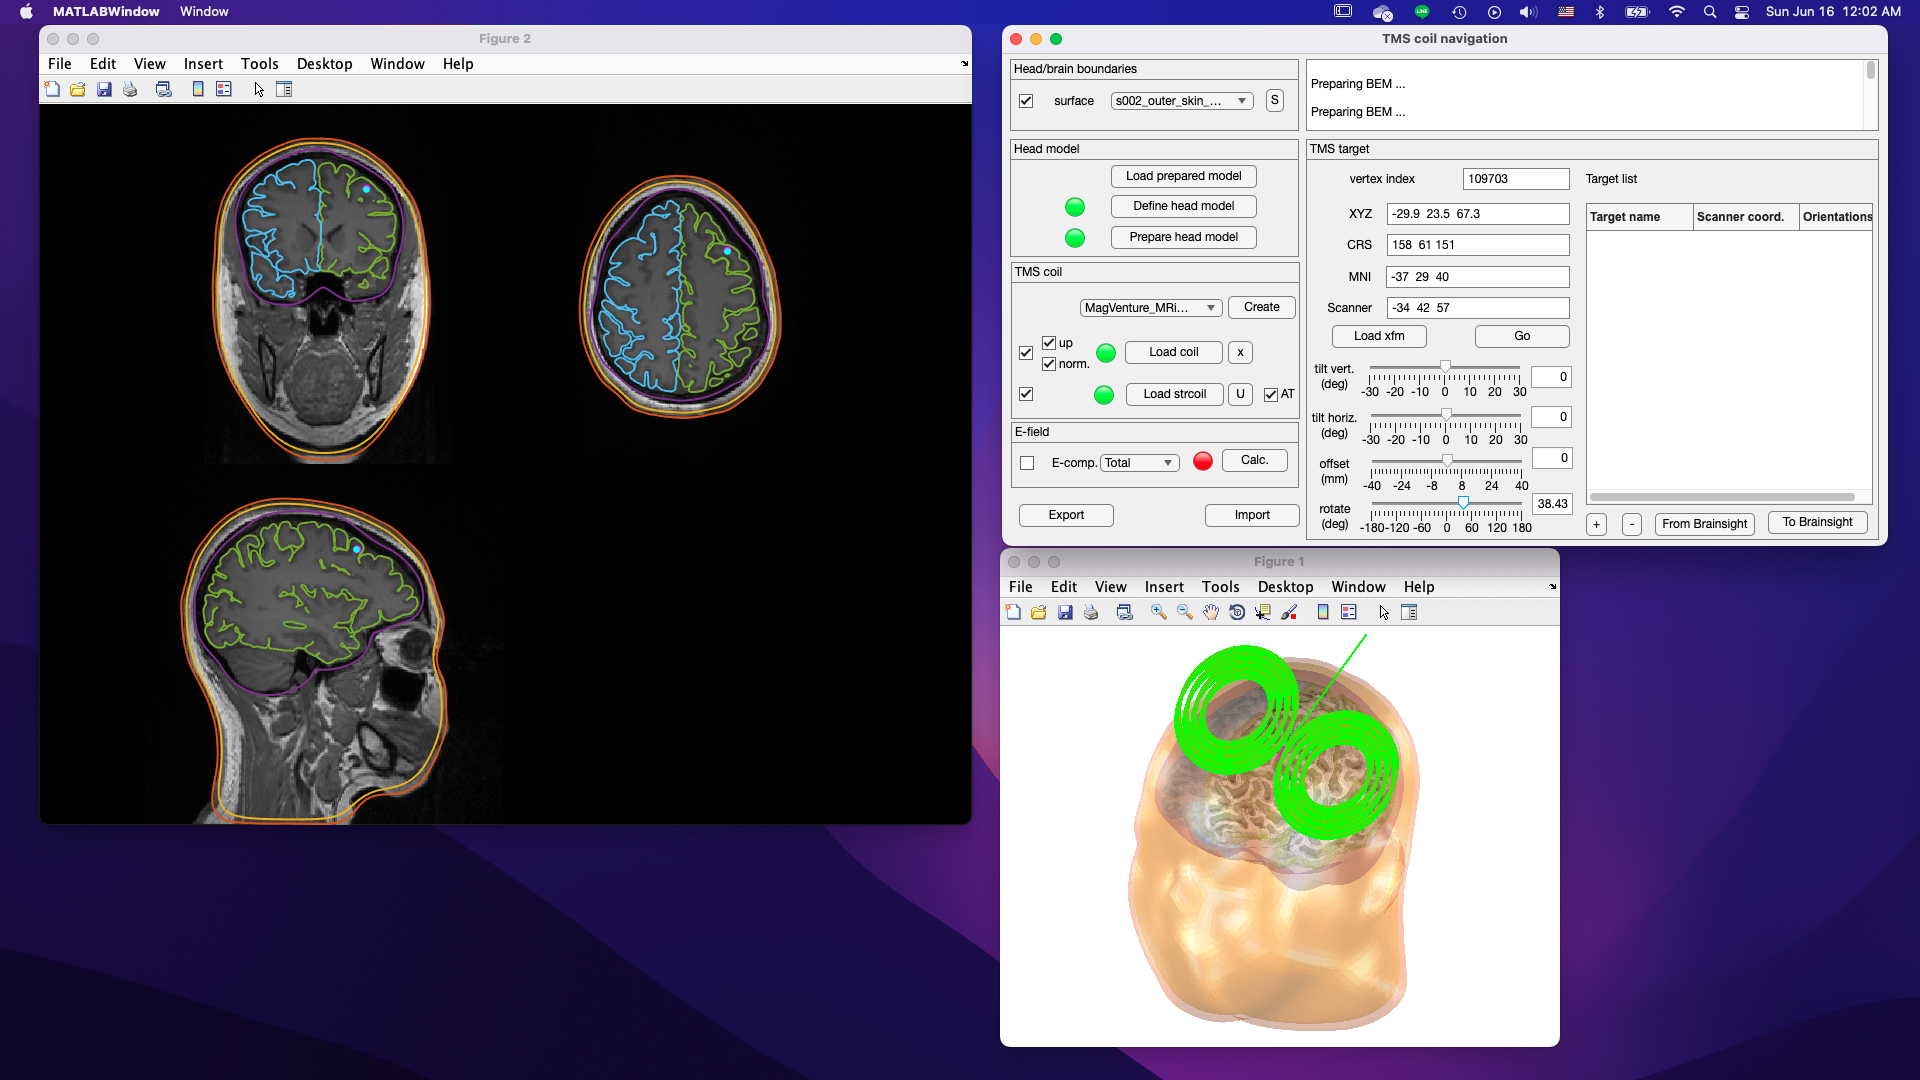 MATLABWindow Window Sun Jun 16 12:02 AM
Figure 2
File Edit View Insert Tools Desktop Window Help
TMS coil navigation
Head/brain boundaries
surface s002_outer_skin_... S
Preparing BEM ...
Preparing BEM ...
Head model
Load prepared model
Define head model
Prepare head model
TMS coil
MagVenture_MRi... Create
up
norm.
Load coil x
Load strcoil U AT
E-field
E-comp. Total Calc.
Export Import
TMS target
vertex index 109703
XYZ -29.9 23.5 67.3
CRS 158 61 151
MNI -37 29 40
Scanner -34 42 57
Load xfm Go
tilt vert.
(deg)
-30 -20 -10 0 10 20 30
0
tilt horiz.
(deg)
-30 -20 -10 0 10 20 30
0
offset
(mm)
-40 -24 -8 8 24 40
0
rotate
(deg)
-180 -120 -60 0 60 120 180
38.43
Target list
Target name Scanner coord. Orientations
+ - From Brainsight To Brainsight
Figure 1
File Edit View Insert Tools Desktop Window Help